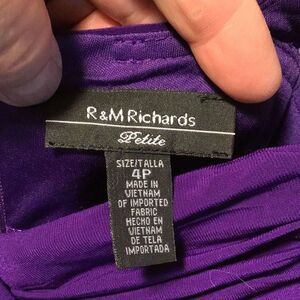 R&M Richards
Petite
SIZE/TALLA
4P
MADE IN
VIETNAM
OF IMPORTED
FABRIC
HECHO EN
VIETNAM
DE TELA
IMPORTADA